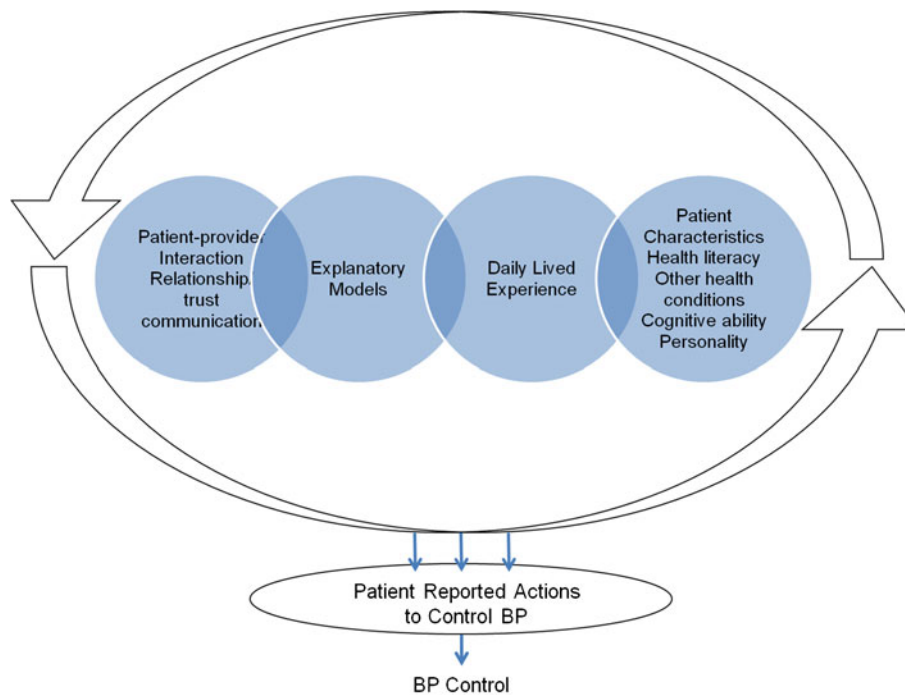 Patient-provider
Interaction
Relationship/
trust
communication
Explanatory
Models
Daily Lived
Experience
Patient
Characteristics
Health literacy
Other health
conditions
Cognitive ability
Personality
Patient Reported Actions
to Control BP
BP Control